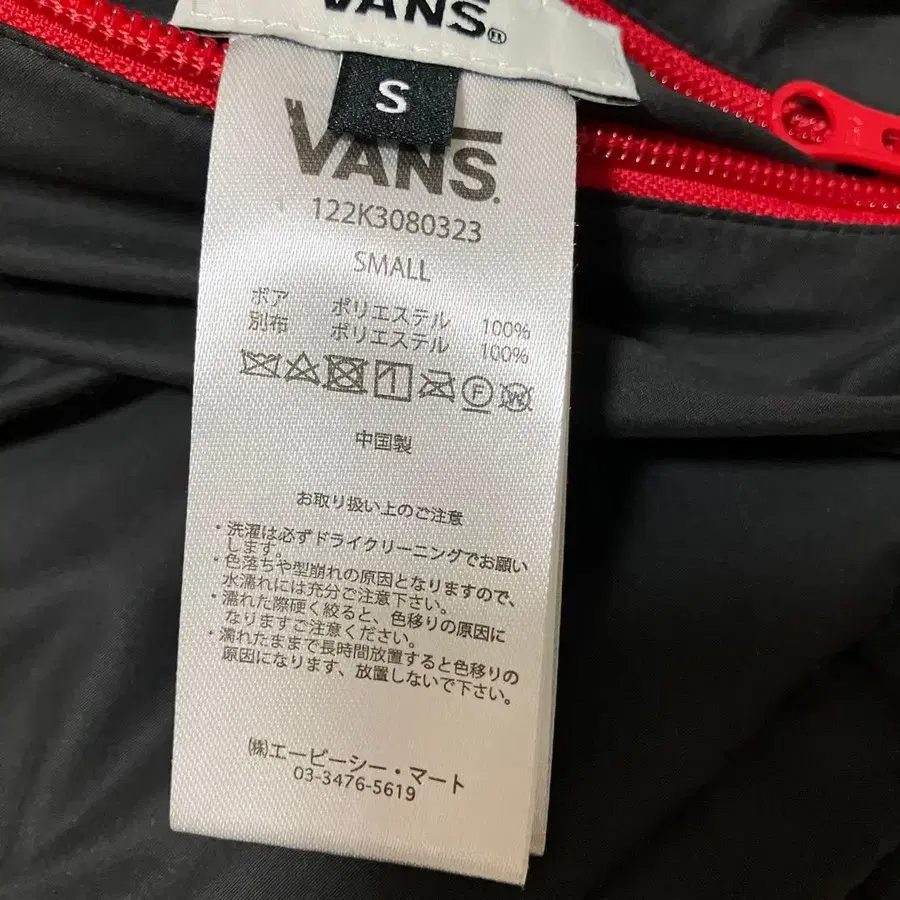 VANS®
S
VANS.
122K3080323
SMALL
ボア ポリエステル 100%
別布 ポリエステル 100%
F W
中国製
お取り扱い上のご注意
・洗濯は必ずドライクリーニングでお願い
します。
・色落ちや型崩れの原因となりますので、
水濡れには充分ご注意下さい。
・濡れた際硬く絞ると、色移りの原因に
なりますご注意ください。
・濡れたままで長時間放置すると色移りの
原因になります、放置しないで下さい。
㈱エービーシー・マート
03-3476-5619